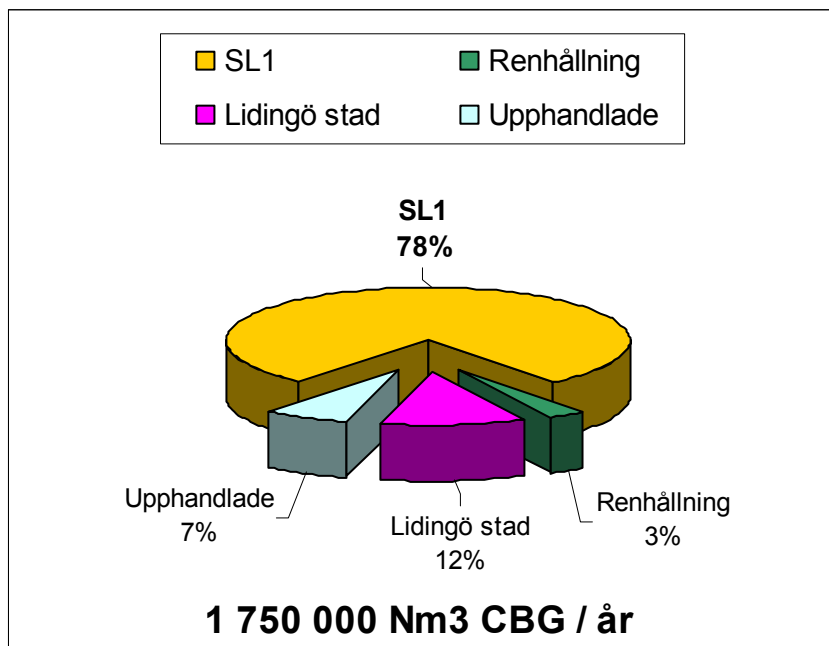 SL1 Renhållning
Lidingö stad Upphandlade
SL1
78%
Upphandlade
7%
Lidingö stad
12%
Renhållning
3%
1 750 000 Nm3 CBG / år